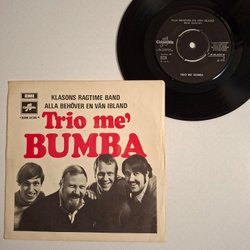 EMI
KLASONS RAGTIME BAND
ALLA BEHÖVER EN VÄN IBLAND
Trio me'
BUMBA
Columbia
TRIO ME' BUMBA